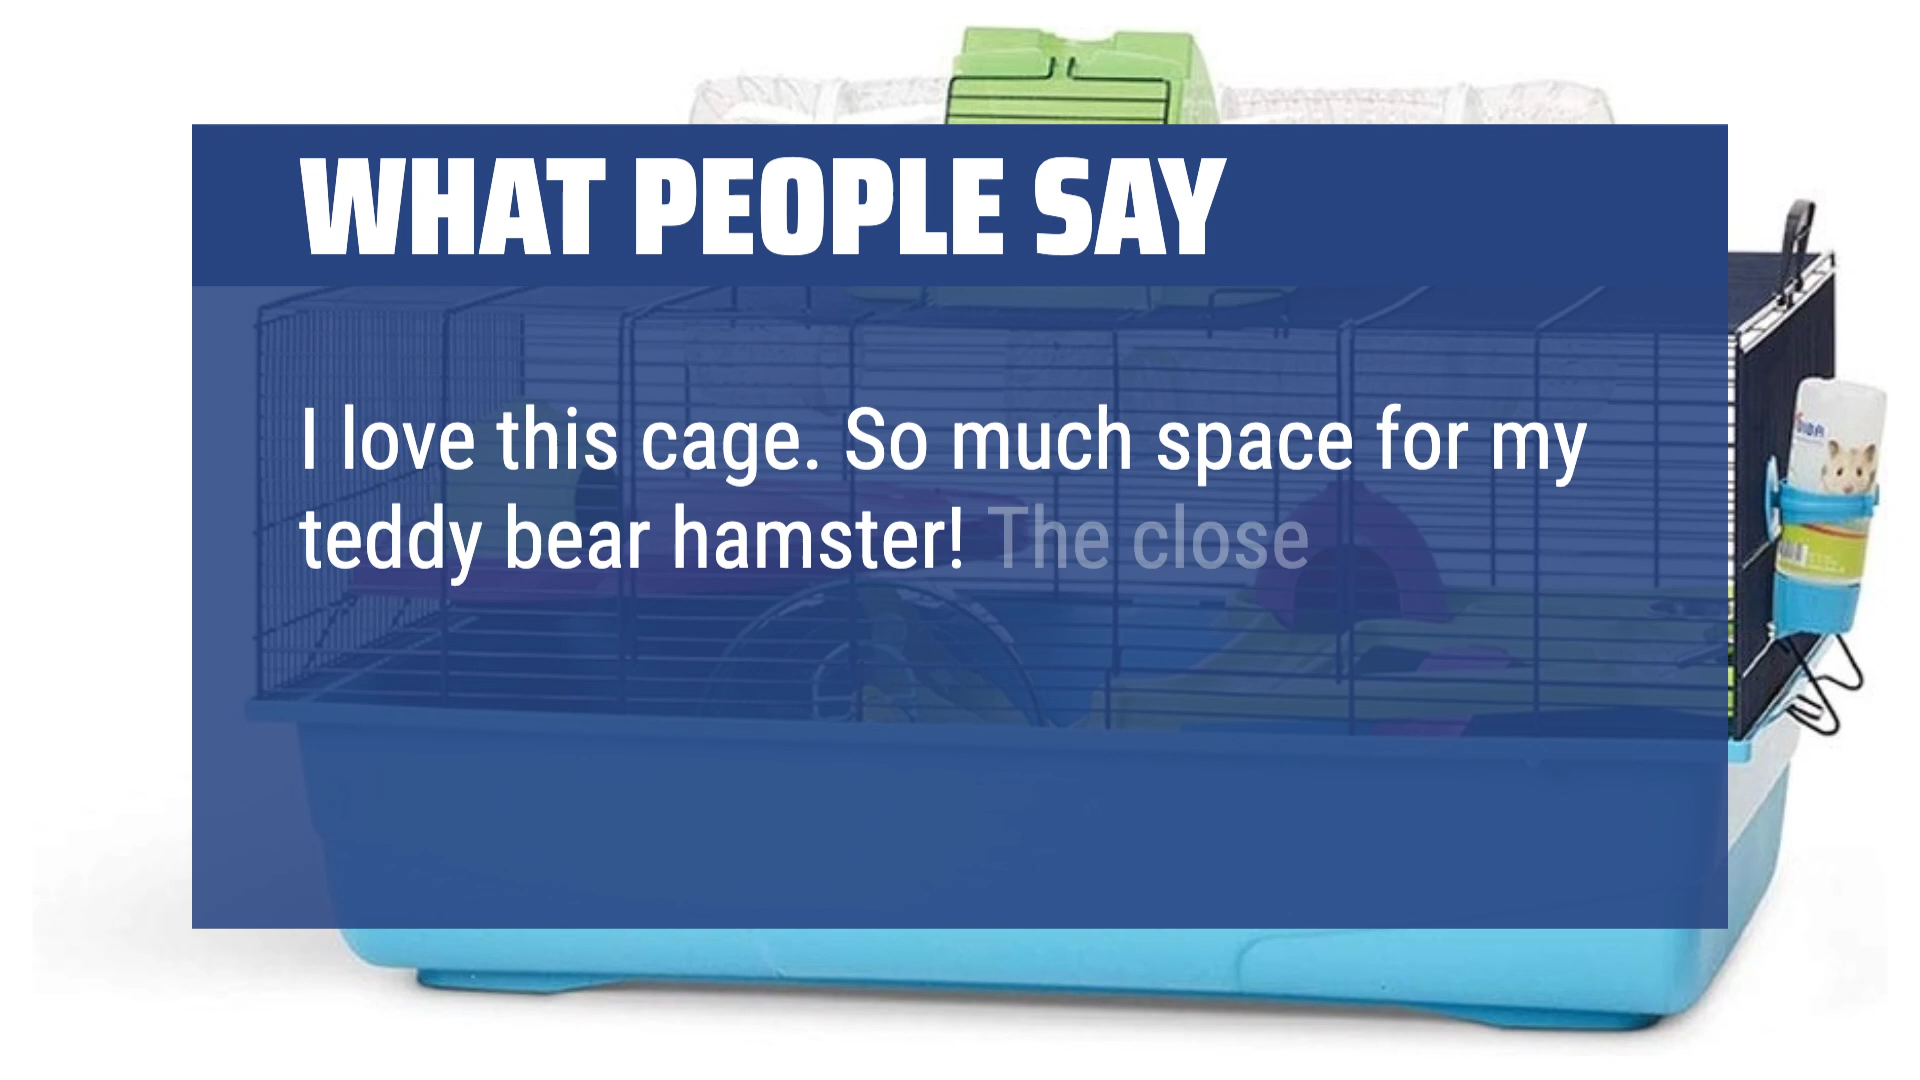 WHAT PEOPLE SAY
I love this cage. So much space for my
teddy bear hamster! The close